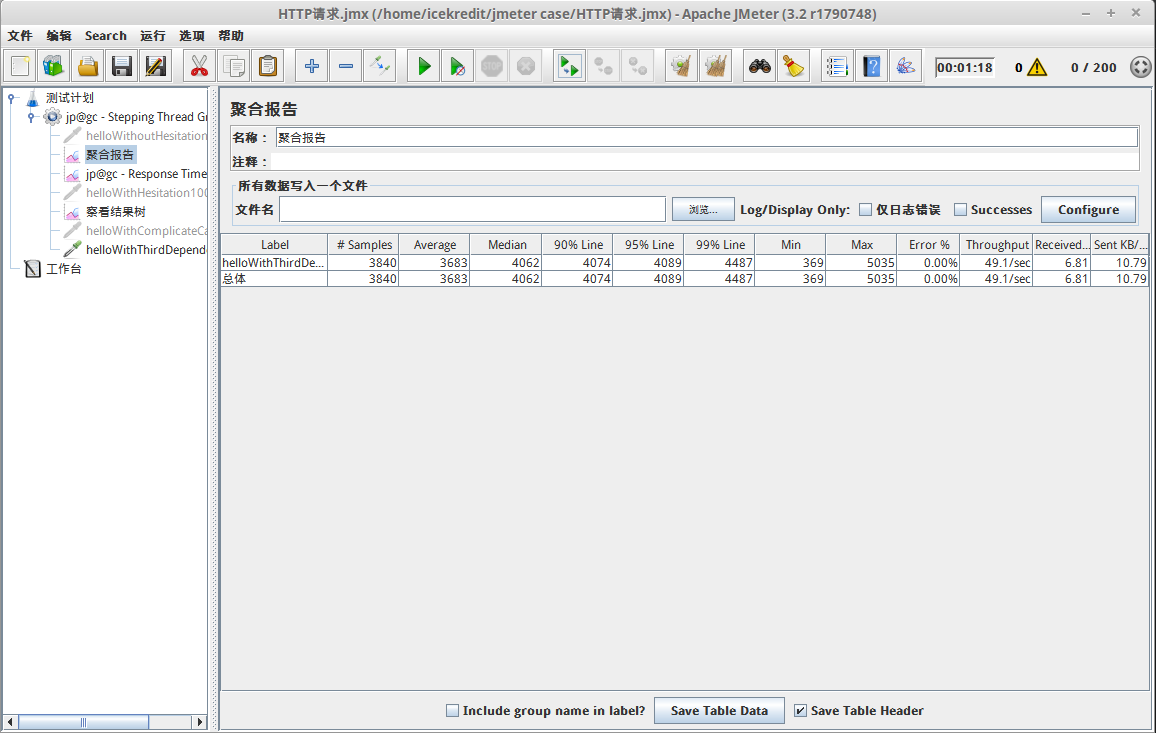 HTTP请求.jmx (/home/icekredit/jmeter case/HTTP请求.jmx) - Apache JMeter (3.2 r1790748)
文件 编辑 Search 运行 选项 帮助
STOP 00:01:18 0 0 / 200
测试计划
jp@gc - Stepping Thread Gr
helloWithoutHesitation
聚合报告
jp@gc - Response Time
helloWithHesitation100
察看结果树
helloWithComplicateCa
helloWithThirdDepend
工作台
聚合报告
名称： 聚合报告
注释：
所有数据写入一个文件
文件名 浏览... Log/Display Only: 仅日志错误 Successes Configure
Label # Samples Average Median 90% Line 95% Line 99% Line Min Max Error % Throughput Received... Sent KB/...
helloWithThirdDe... 3840 3683 4062 4074 4089 4487 369 5035 0.00% 49.1/sec 6.81 10.79
总体 3840 3683 4062 4074 4089 4487 369 5035 0.00% 49.1/sec 6.81 10.79
Include group name in label? Save Table Data Save Table Header